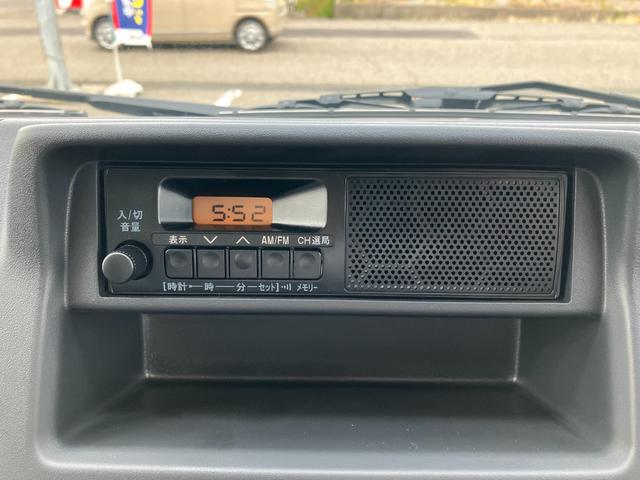 5:52
入/切
音量
表示 AM/FM CH選局
[時計 時 分 セット] メモリー